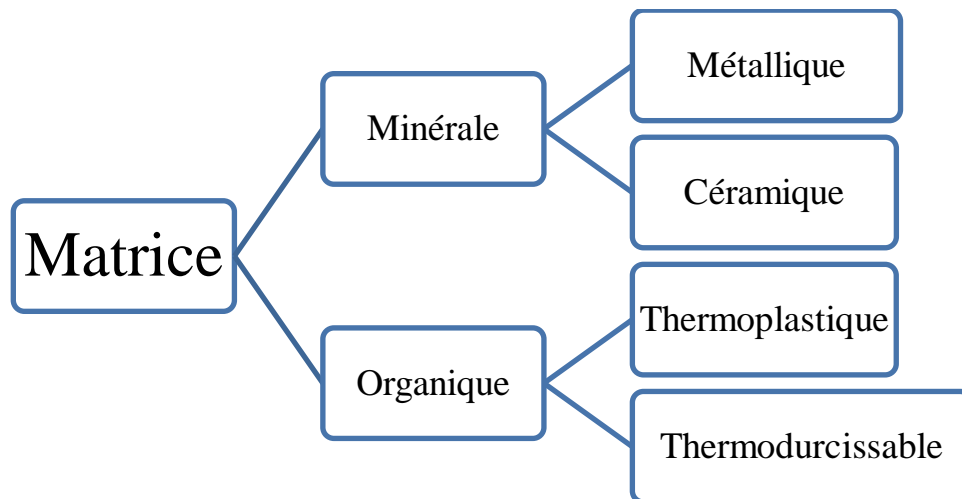 Matrice
Minérale
Métallique
Céramique
Organique
Thermoplastique
Thermodurcissable